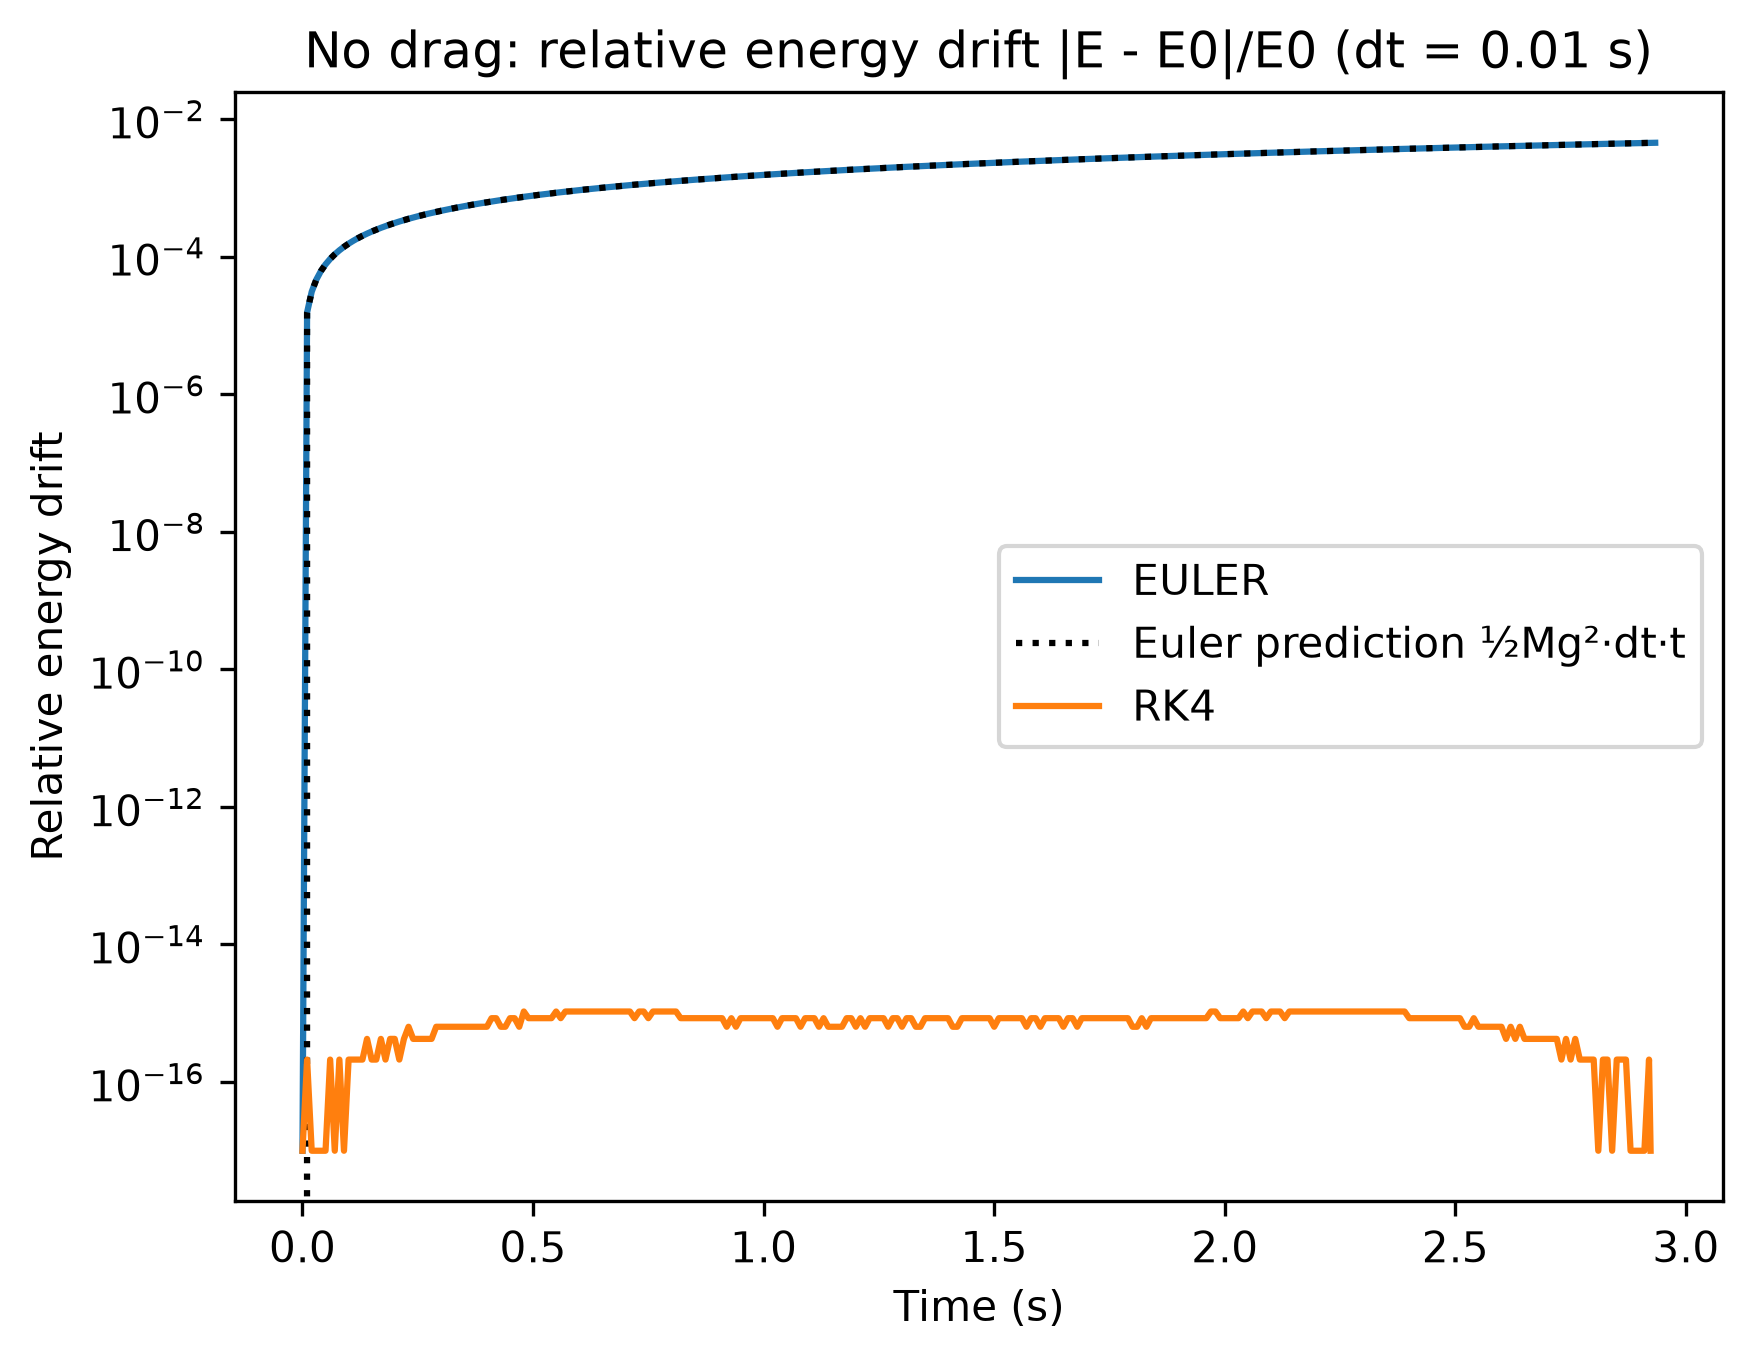 No drag: relative energy drift |E - E0|/E0 (dt = 0.01 s)
10⁻²
10⁻⁴
10⁻⁶
10⁻⁸
10⁻¹⁰
10⁻¹²
10⁻¹⁴
10⁻¹⁶
Relative energy drift
EULER
Euler prediction ½Mg²·dt·t
RK4
0.0 0.5 1.0 1.5 2.0 2.5 3.0
Time (s)